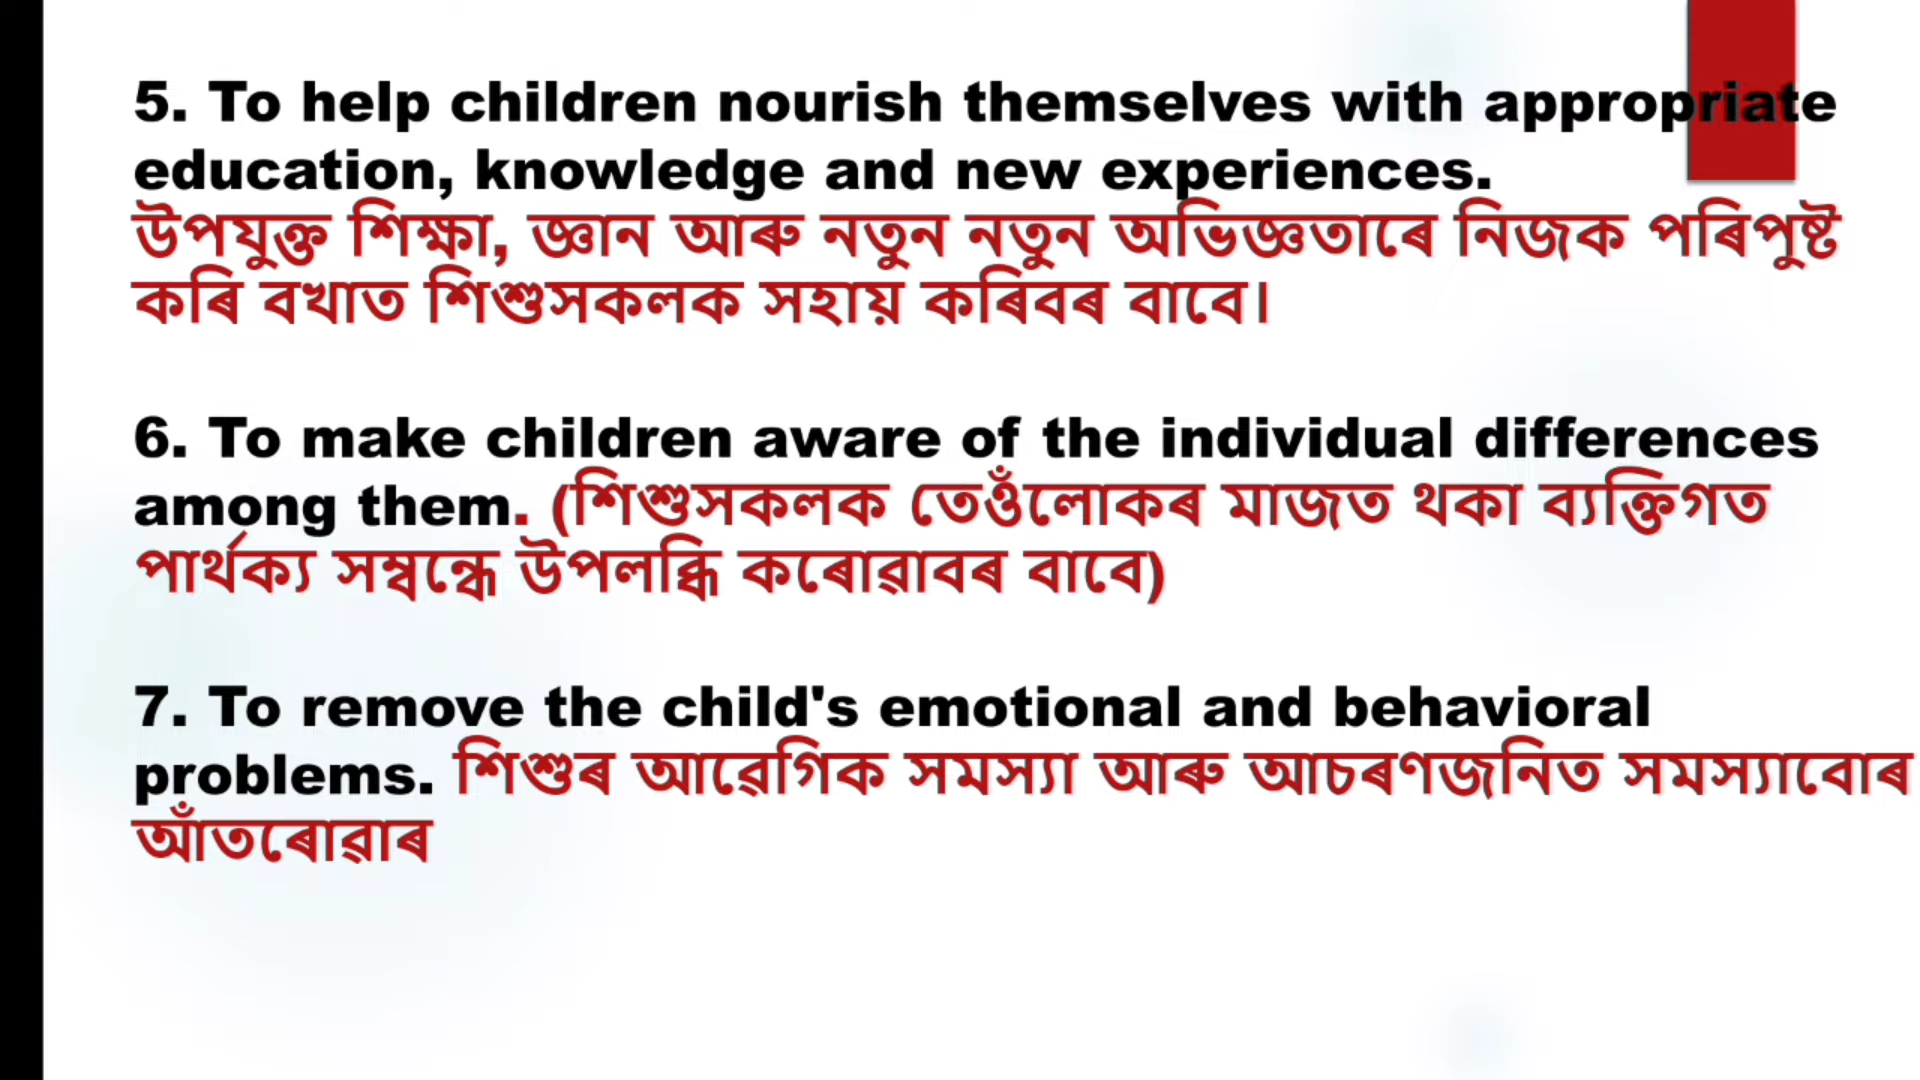 5. To help children nourish themselves with appropriate
education, knowledge and new experiences.
উপযুক্ত শিক্ষা, জ্ঞান আৰু নতুন নতুন অভিজ্ঞতাৰে নিজক পৰিপুষ্ট
কৰি ৰখাত শিশুসকলক সহায় কৰিবৰ বাবে।
6. To make children aware of the individual differences
among them. (শিশুসকলক তেওঁলোকৰ মাজত থকা ব্যক্তিগত
পাৰ্থক্য সম্বন্ধে উপলব্ধি কৰোৱাবৰ বাবে)
7. To remove the child's emotional and behavioral
problems. শিশুৰ আৱেগিক সমস্যা আৰু আচৰণজনিত সমস্যাবোৰ
আঁতৰোৱাৰ